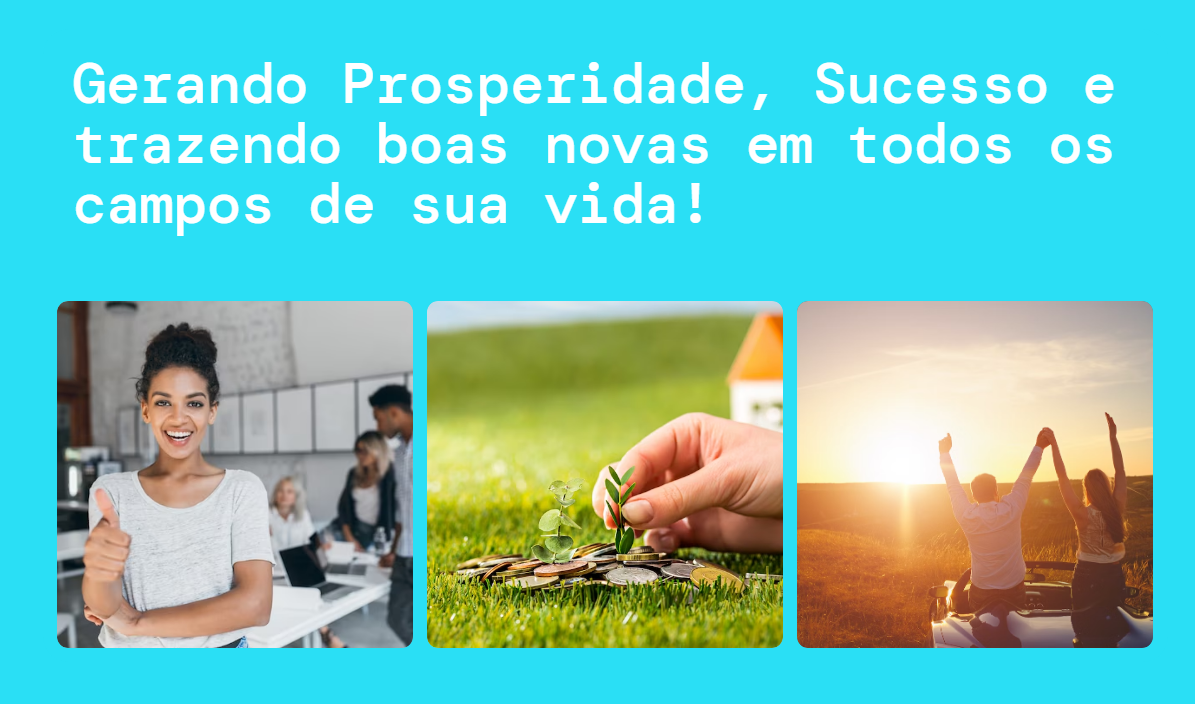 Gerando Prosperidade, Sucesso e
trazendo boas novas em todos os
campos de sua vida!